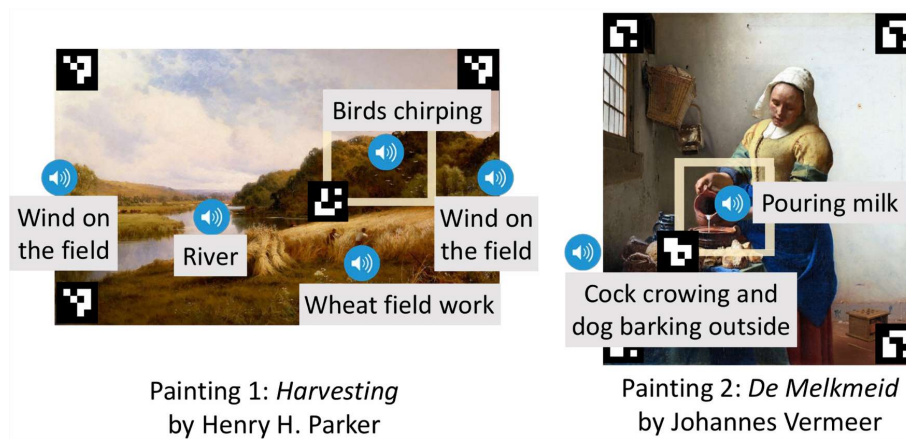 Birds chirping
Wind on
the field
River
Wind on
the field
Wheat field work
Painting 1: Harvesting
by Henry H. Parker
Pouring milk
Cock crowing and
dog barking outside
Painting 2: De Melkmeid
by Johannes Vermeer